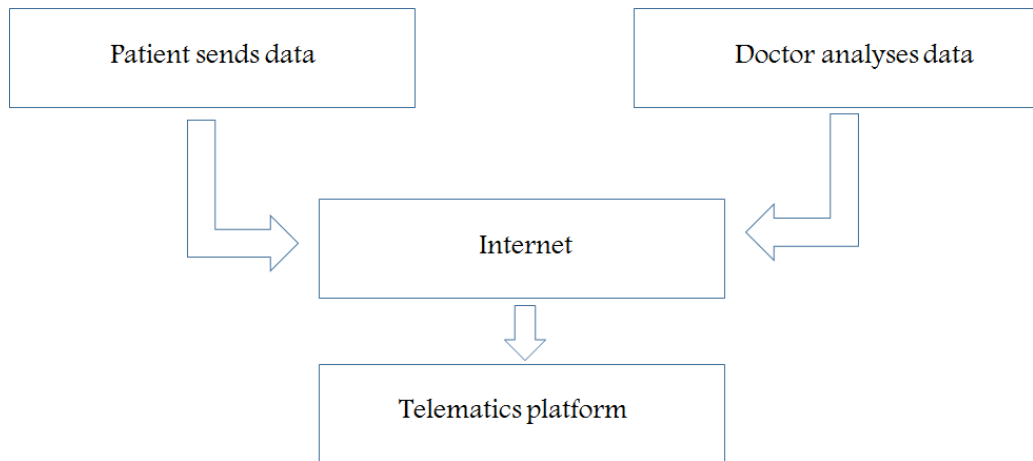 Patient sends data
Doctor analyses data
Internet
Telematics platform